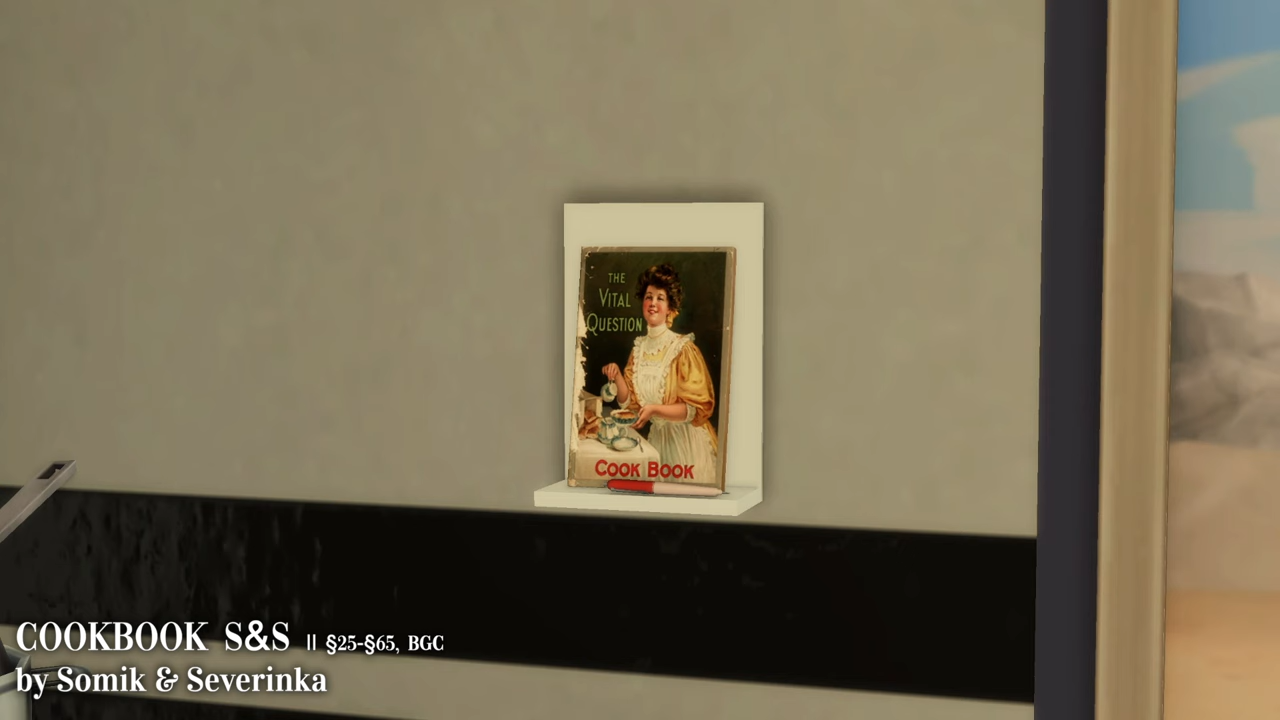 THE
VITAL
QUESTION
COOK BOOK
COOKBOOK S&S || §25-§65, BGC
by Somik & Severinka